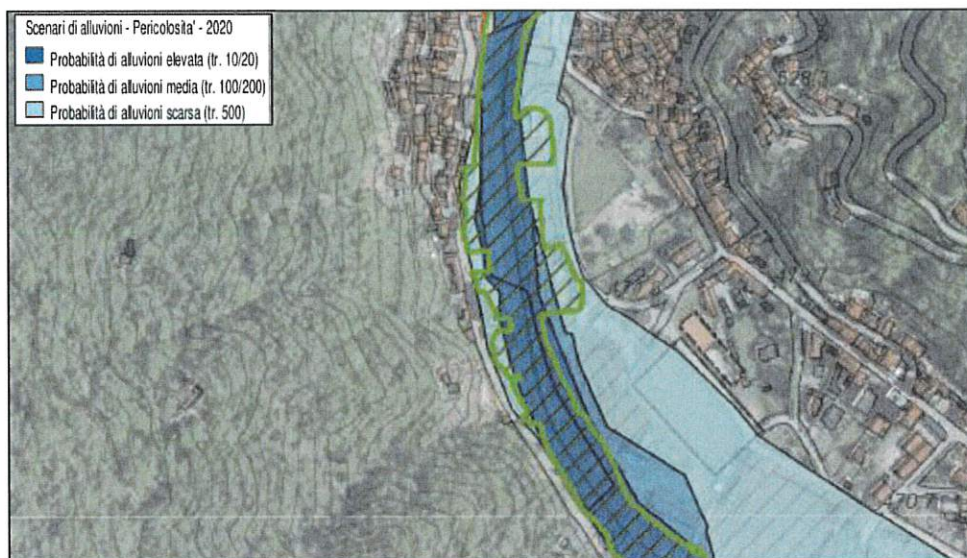 Scenari di alluvioni - Pericolosita' - 2020
Probabilità di alluvioni elevata (tr. 10/20)
Probabilità di alluvioni media (tr. 100/200)
Probabilità di alluvioni scarsa (tr. 500)